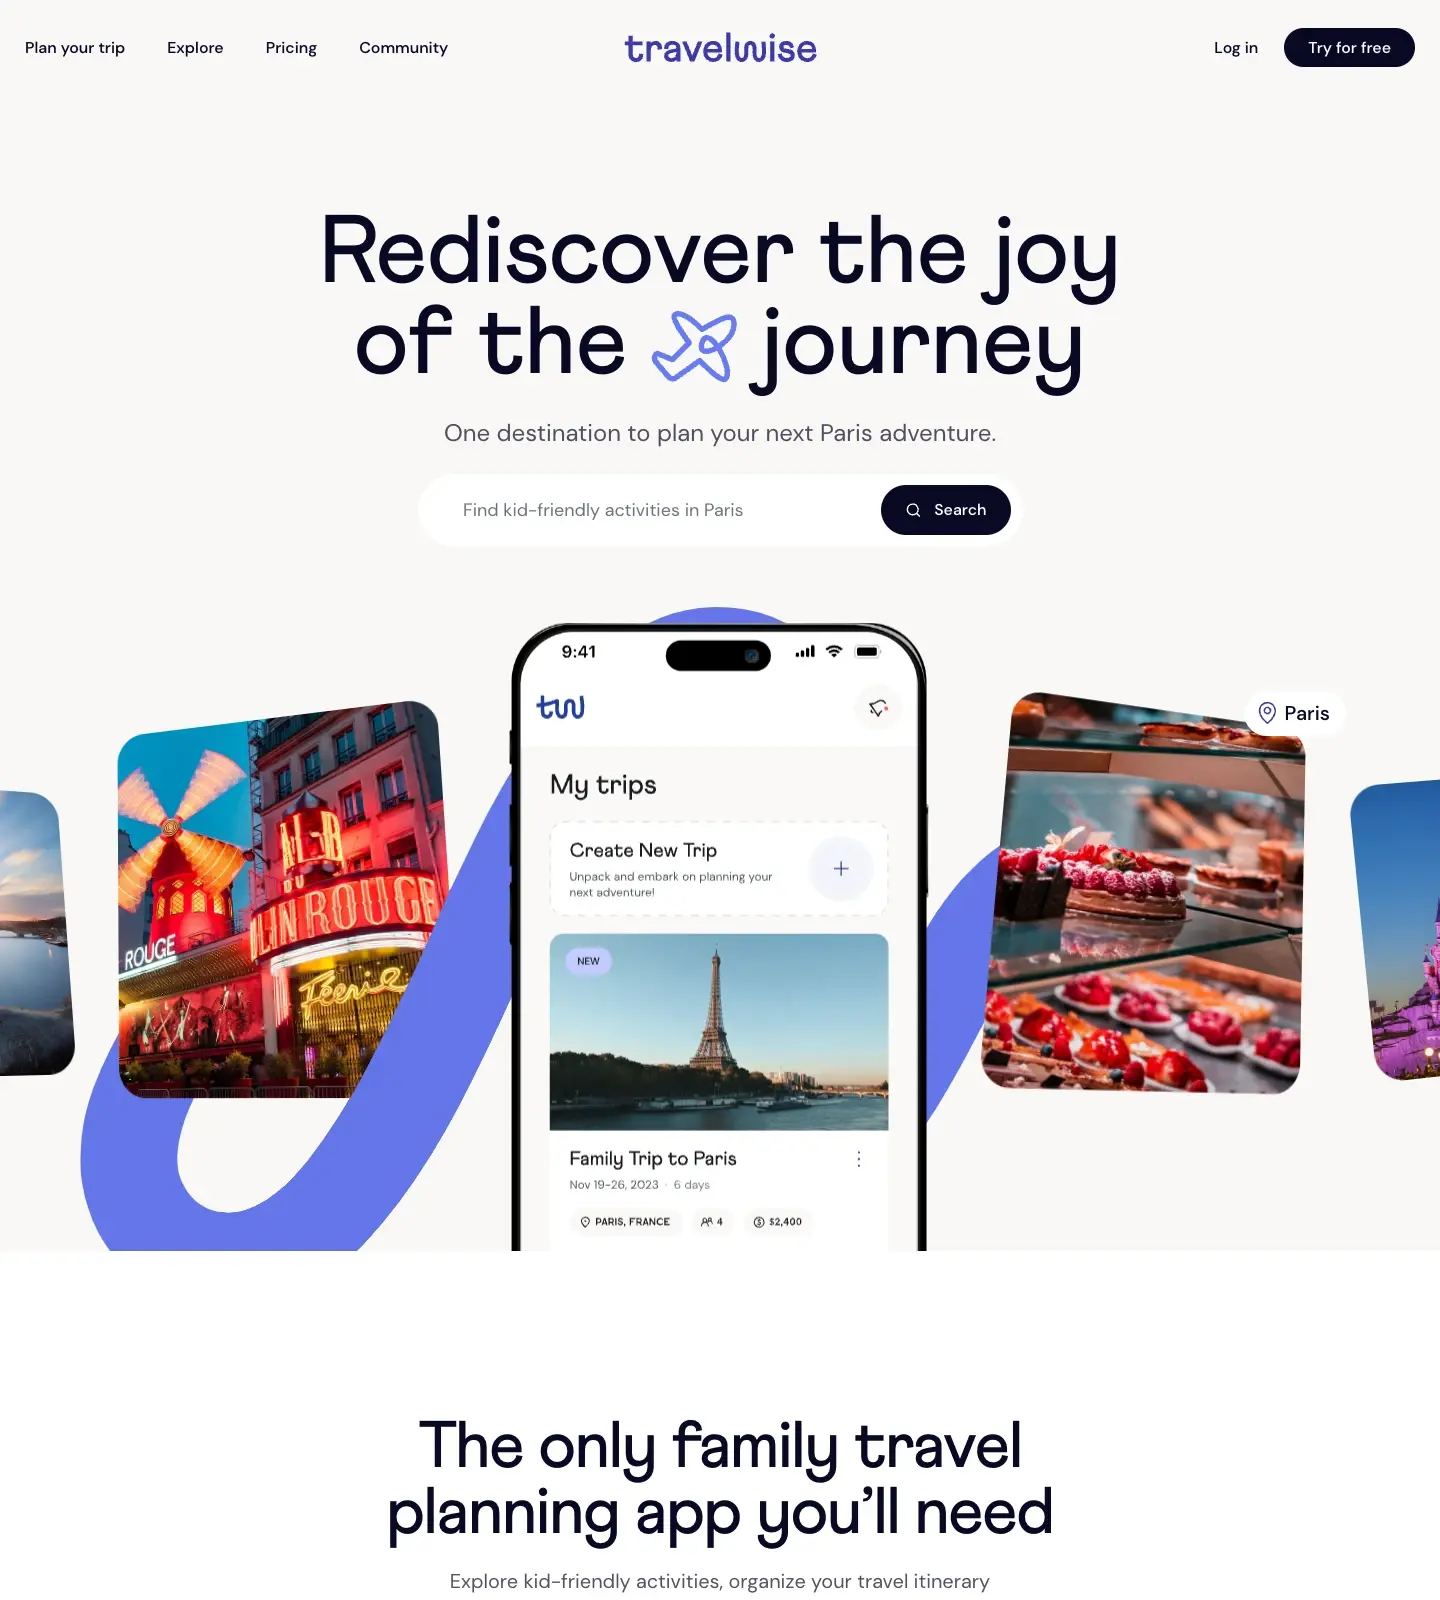 Plan your trip
Explore
Pricing
Community
travelwise
Log in
Try for free
Rediscover the joy
of the journey
One destination to plan your next Paris adventure.
Find kid-friendly activities in Paris
Search
9:41
tw
My trips
Create New Trip
Unpack and embark on planning your
next adventure!
NEW
Family Trip to Paris
Nov 19-26, 2023 · 6 days
PARIS, FRANCE
4
$2,400
ROUGE
DU
LIN ROUGE
Féerie
Paris
The only family travel
planning app you’ll need
Explore kid-friendly activities, organize your travel itinerary